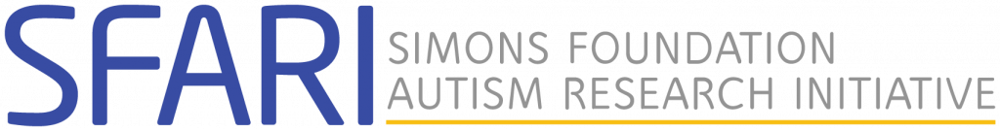 SFARI
SIMONS FOUNDATION
AUTISM RESEARCH INITIATIVE